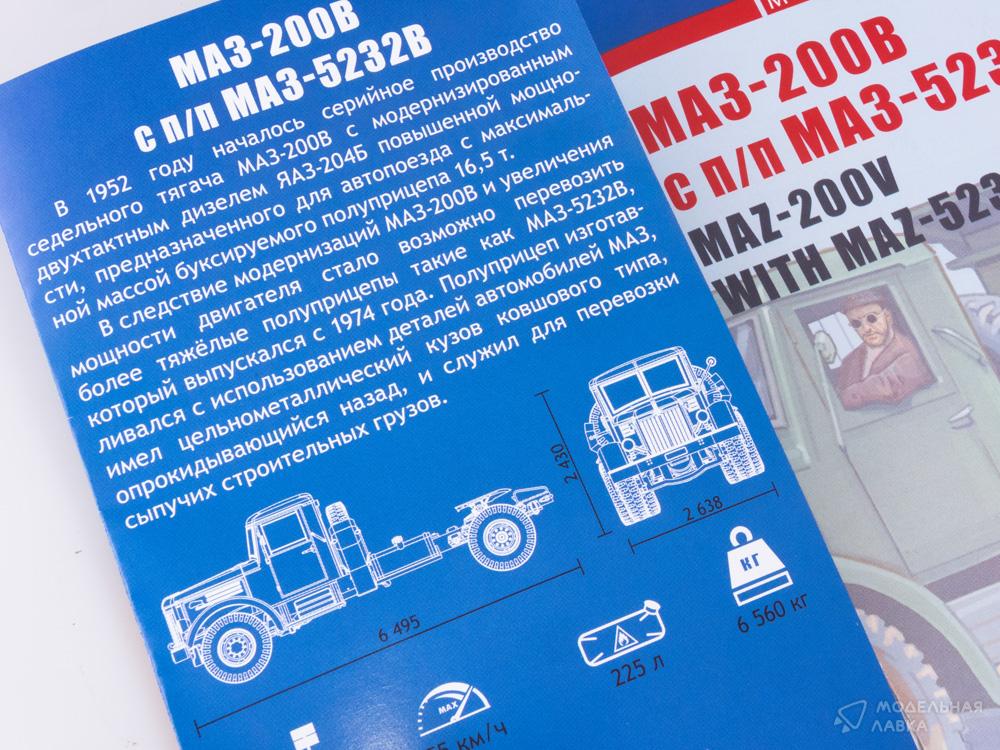 МАЗ-200В
С П/П МАЗ-5232В
В 1952 году началось серийное производство
седельного тягача МАЗ-200В с модернизированным
двухтактным дизелем ЯАЗ-204Б повышенной мощно-
сти, предназначенного для автопоезда с максималь-
ной массой буксируемого полуприцепа 16,5 т.
В следствие модернизаций МАЗ-200В и увеличения
мощности двигателя стало возможно перевозить
более тяжёлые полуприцепы такие как МАЗ-5232В,
который выпускался с 1974 года. Полуприцеп изготав-
ливался с использованием деталей автомобилей МАЗ,
имел цельнометаллический кузов ковшового типа,
опрокидывающийся назад, и служил для перевозки
сыпучих строительных грузов.
2 430
2 638
6 495
КГ
6 560 кг
225 л
MAX
км/ч
МАЗ-200В
С П/П МАЗ-523
MAZ-200V
WITH MAZ-523
МОДЕЛЬНАЯ
ЛАВКА